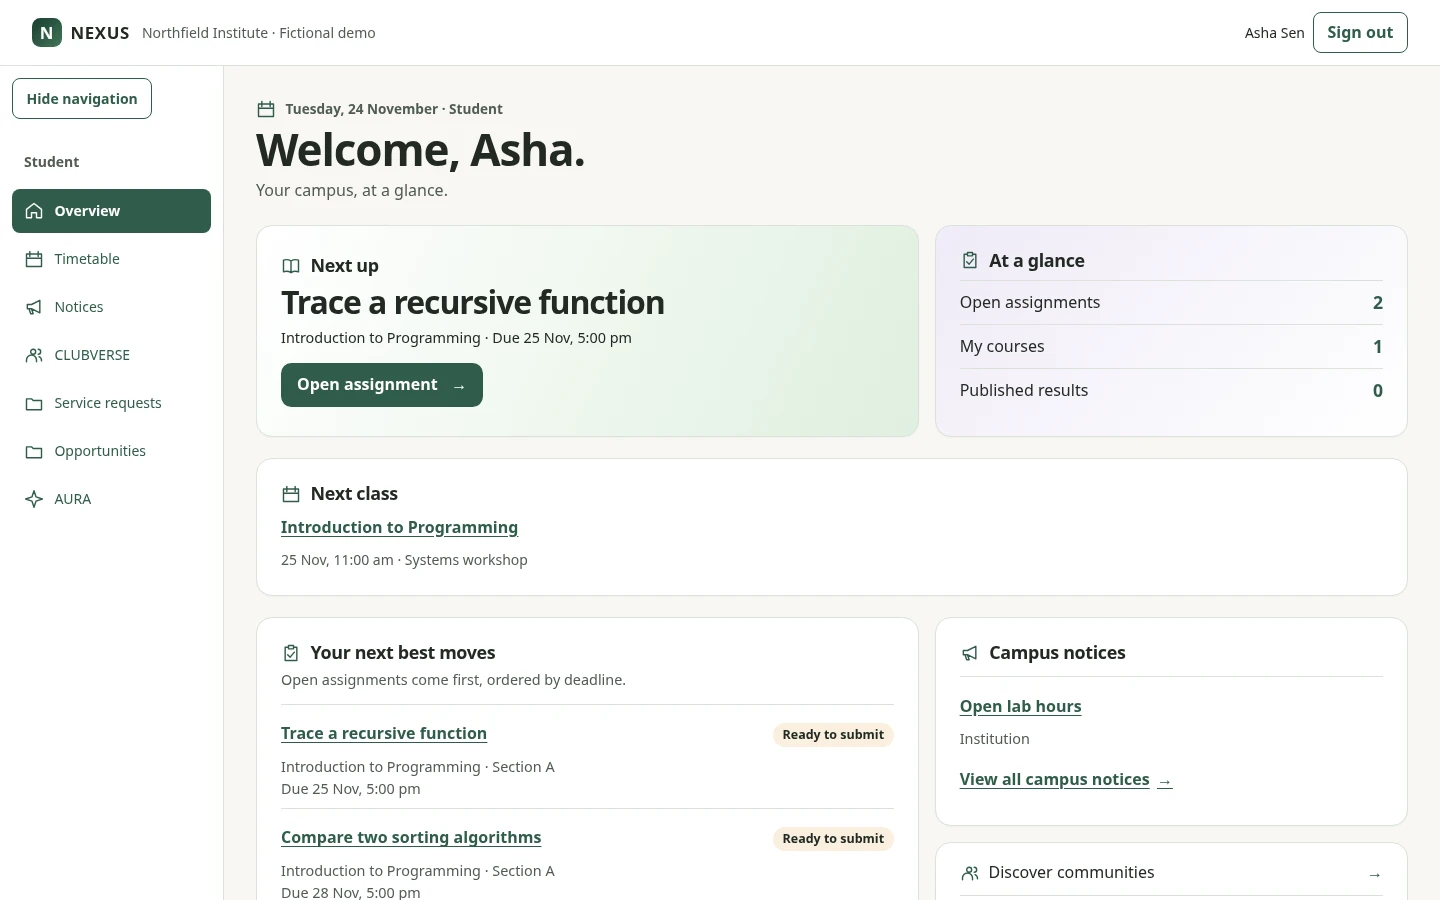 N NEXUS Northfield Institute · Fictional demo
Asha Sen Sign out
Hide navigation
Student
Overview
Timetable
Notices
CLUBVERSE
Service requests
Opportunities
AURA
Tuesday, 24 November · Student
Welcome, Asha.
Your campus, at a glance.
Next up
Trace a recursive function
Introduction to Programming · Due 25 Nov, 5:00 pm
Open assignment →
At a glance
Open assignments 2
My courses 1
Published results 0
Next class
Introduction to Programming
25 Nov, 11:00 am · Systems workshop
Your next best moves
Open assignments come first, ordered by deadline.
Trace a recursive function Ready to submit
Introduction to Programming · Section A
Due 25 Nov, 5:00 pm
Compare two sorting algorithms Ready to submit
Introduction to Programming · Section A
Due 28 Nov, 5:00 pm
Campus notices
Open lab hours
Institution
View all campus notices →
Discover communities →